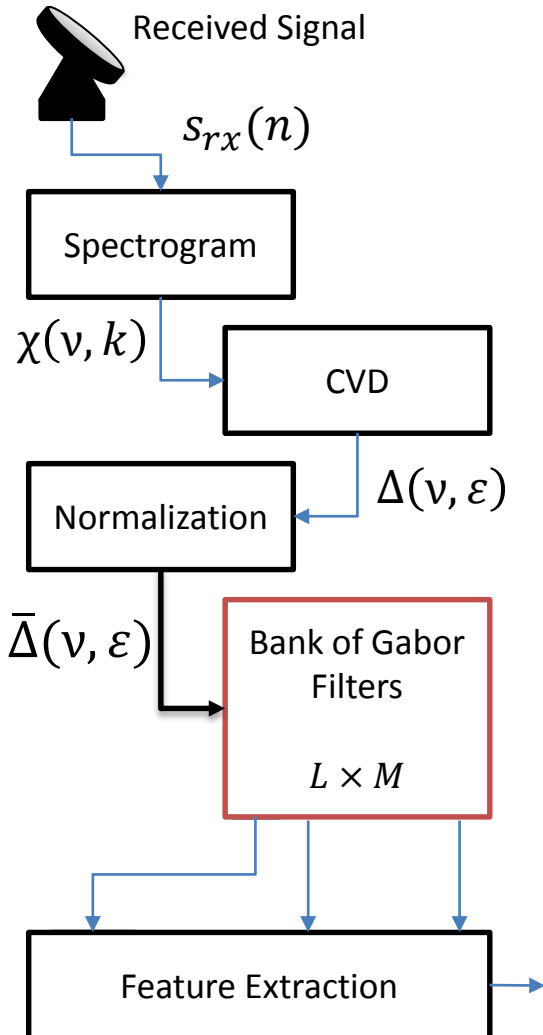 Received Signal
s_{rx}(n)
Spectrogram
χ(ν, k)
CVD
Δ(ν, ε)
Normalization
Δ̅(ν, ε)
Bank of Gabor
Filters
L × M
Feature Extraction